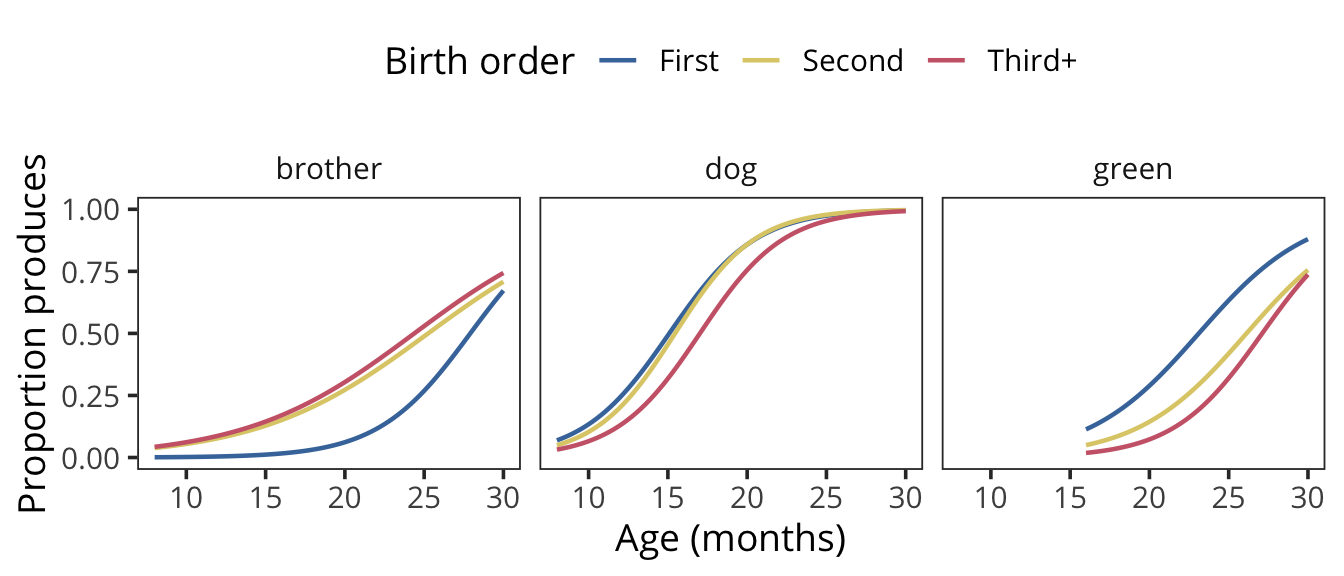 Birth order First Second Third+
brother dog green
Proportion produces
1.00
0.75
0.50
0.25
0.00
10 15 20 25 30 10 15 20 25 30 10 15 20 25 30
Age (months)